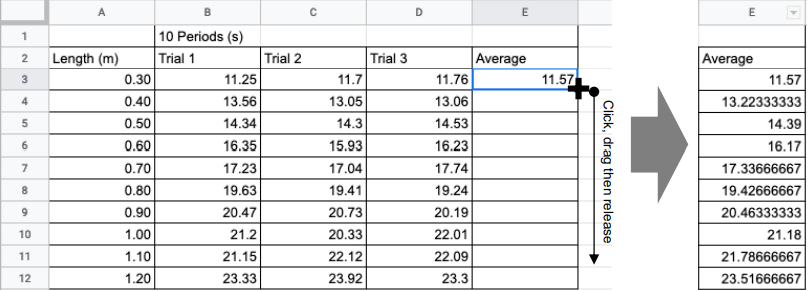 A B C D E E
1 10 Periods (s)
2 Length (m) Trial 1 Trial 2 Trial 3 Average Average
3 0.30 11.25 11.7 11.76 11.57 11.57
4 0.40 13.56 13.05 13.06 13.22333333
5 0.50 14.34 14.3 14.53 14.39
6 0.60 16.35 15.93 16.23 16.17
7 0.70 17.23 17.04 17.74 17.33666667
8 0.80 19.63 19.41 19.24 19.42666667
9 0.90 20.47 20.73 20.19 20.46333333
10 1.00 21.2 20.33 22.01 21.18
11 1.10 21.15 22.12 22.09 21.78666667
12 1.20 23.33 23.92 23.3 23.51666667
Click, drag then release